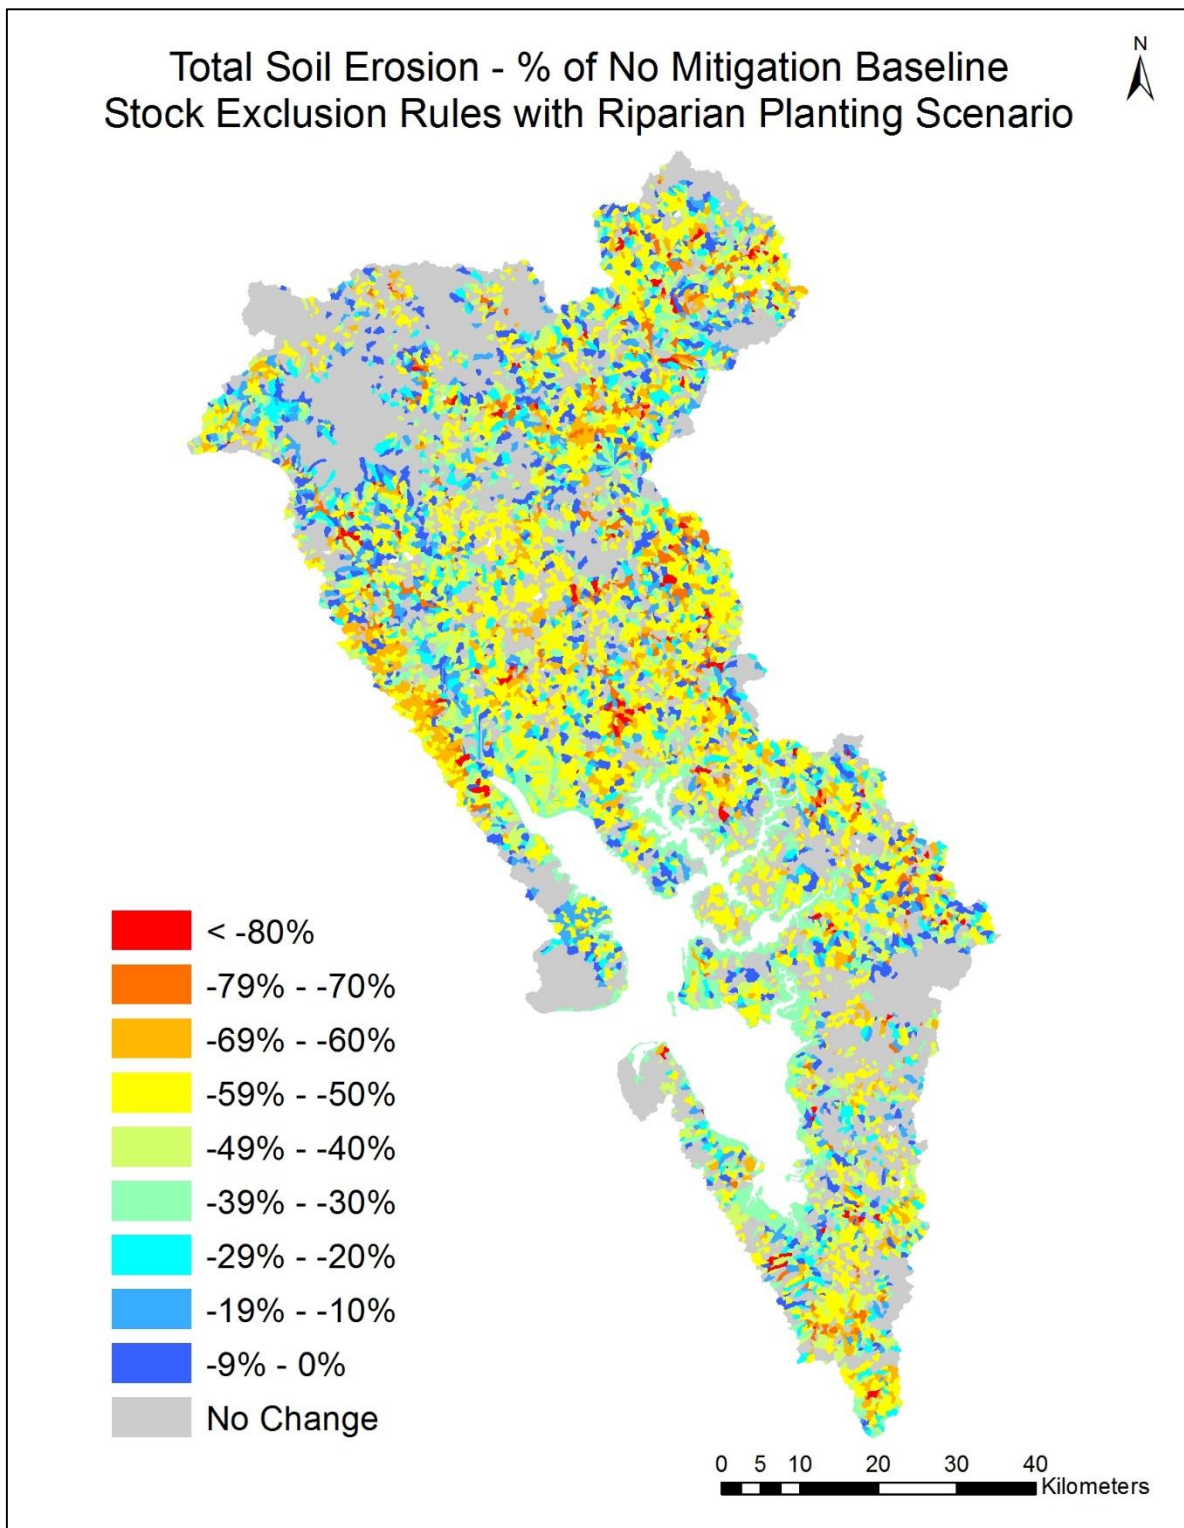 Total Soil Erosion - % of No Mitigation Baseline
Stock Exclusion Rules with Riparian Planting Scenario
N
< -80%
-79% - -70%
-69% - -60%
-59% - -50%
-49% - -40%
-39% - -30%
-29% - -20%
-19% - -10%
-9% - 0%
No Change
0 5 10 20 30 40
Kilometers